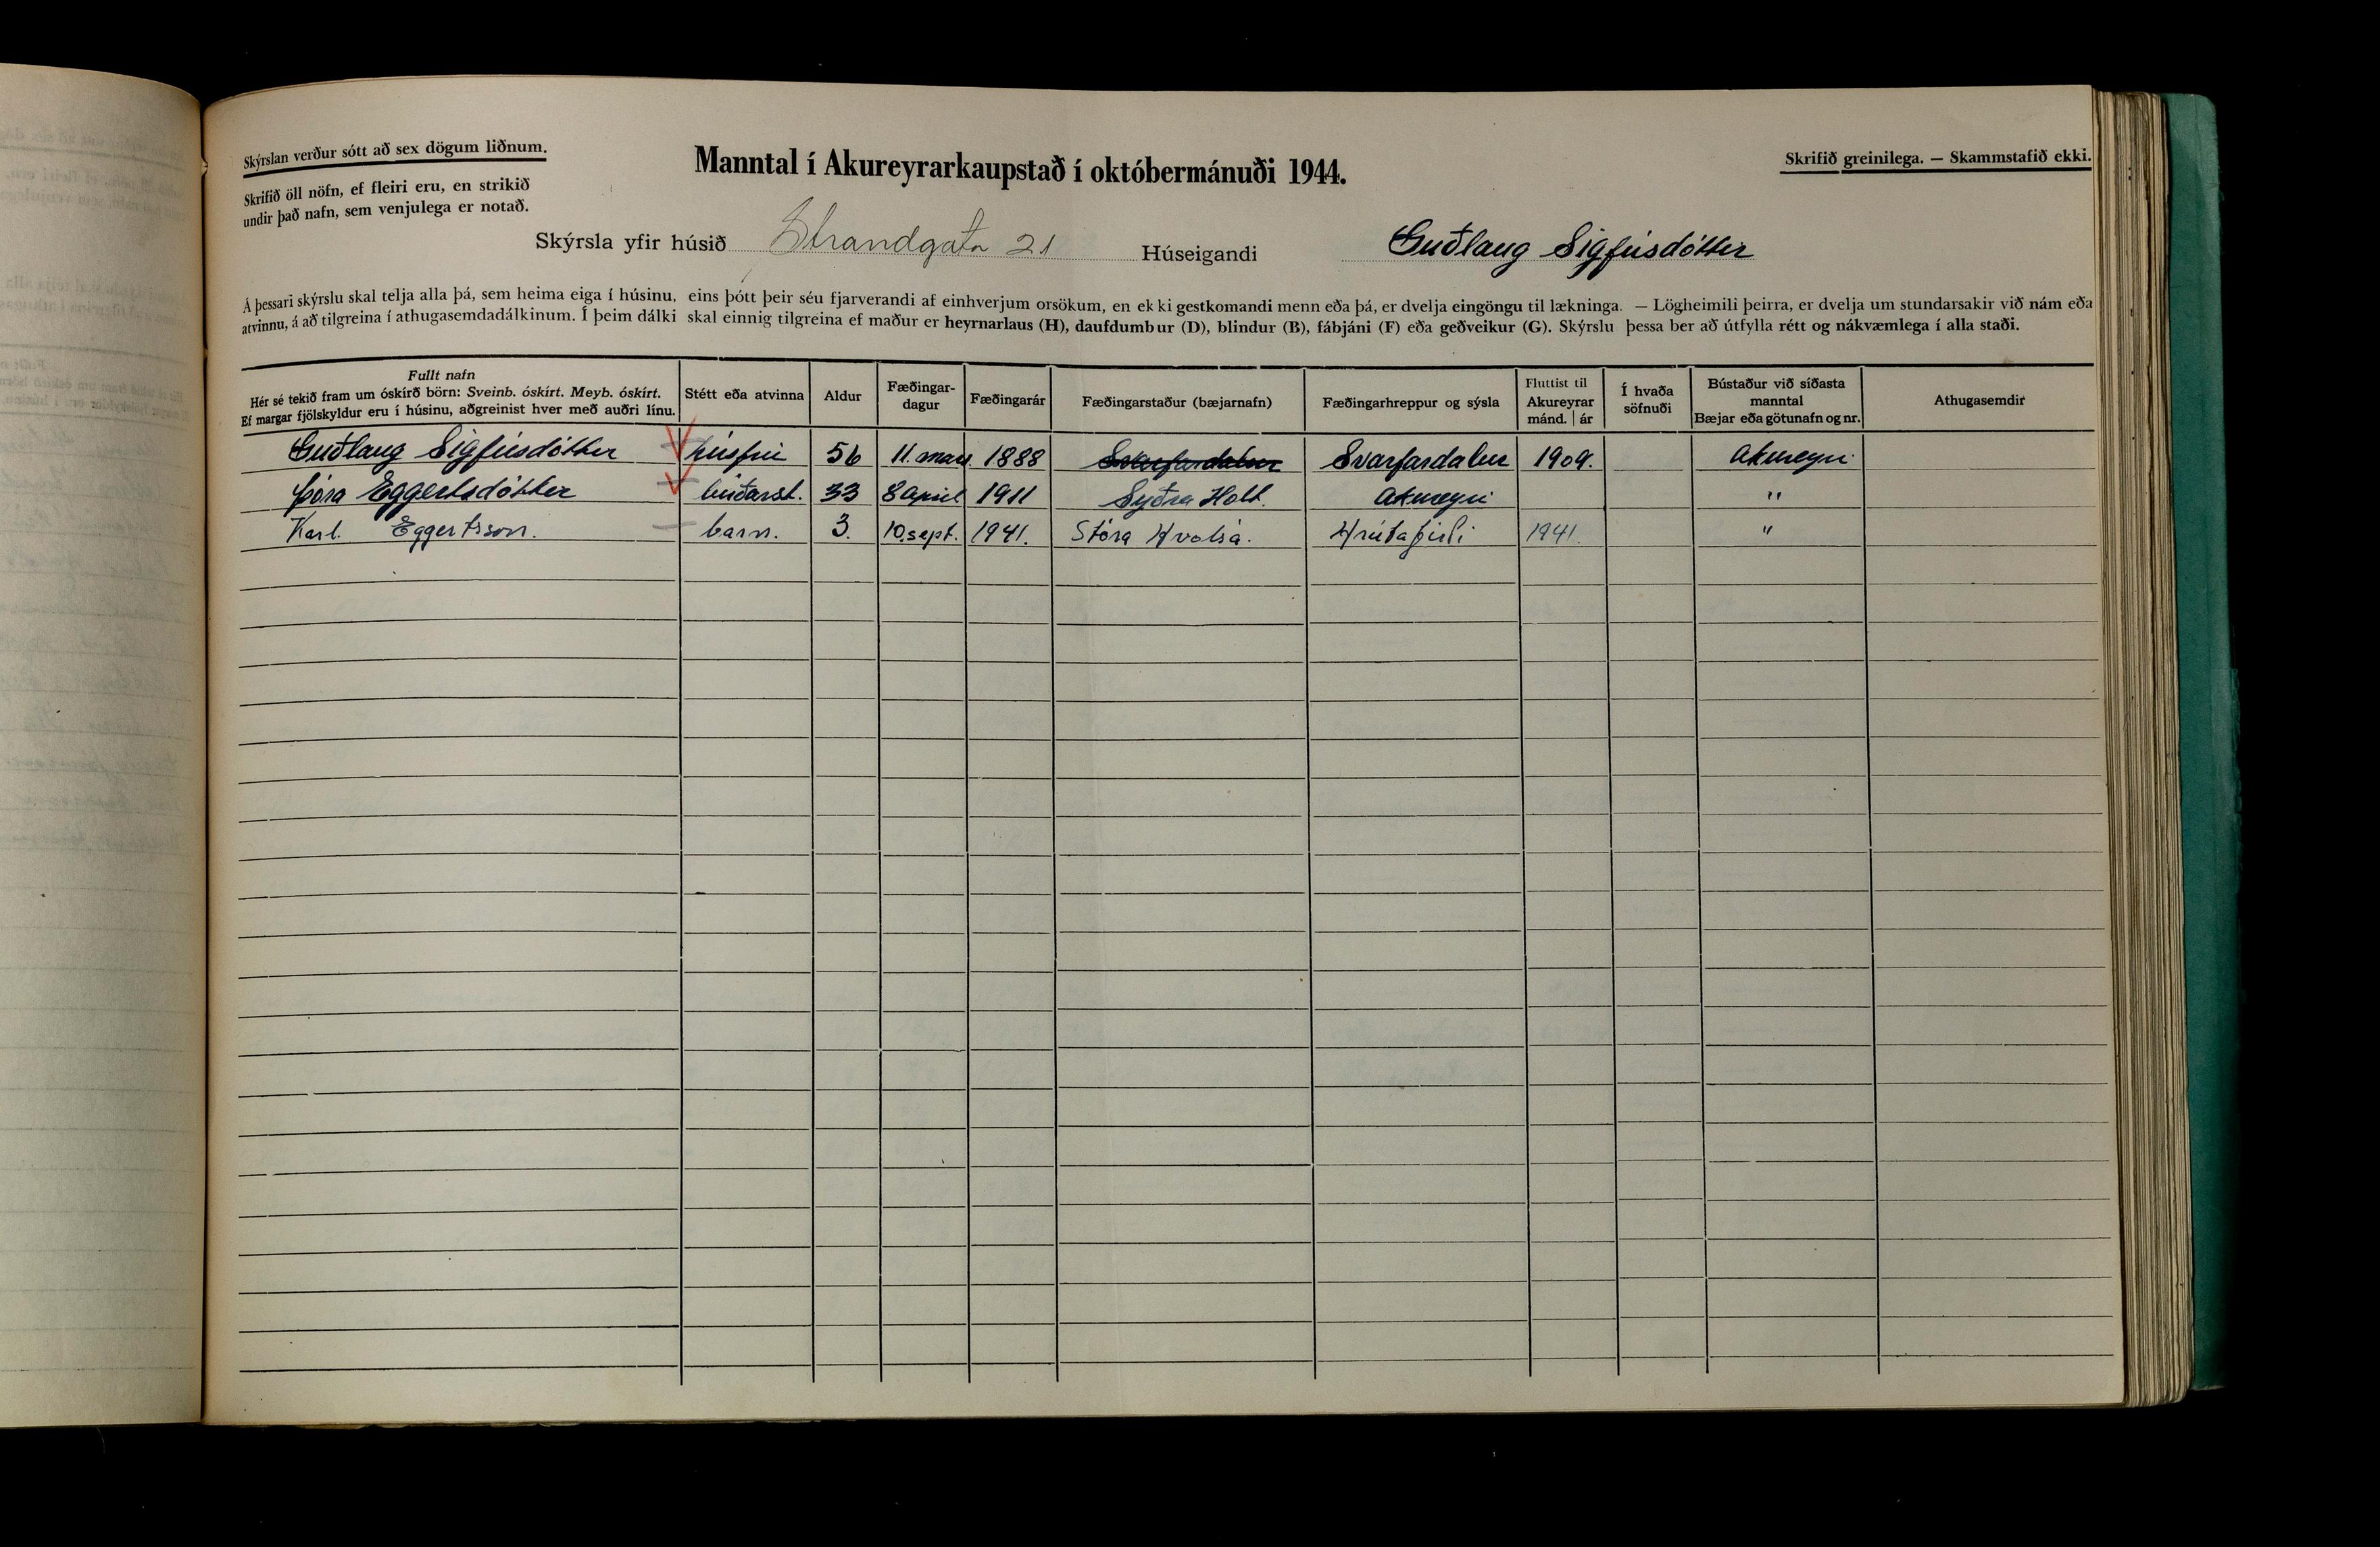 Skýrslan verður sótt að sex dögum liðnum.
Skrifið öll nöfn, ef fleiri eru, en strikið
undir það nafn, sem venjulega er notað.
Manntal í Akureyrarkaupstað í októbermánuði 1944.
Skrifið greinilega. — Skammstafið ekki.
Skýrsla yfir húsið Strandgata 21 Húseigandi Guðlaug Sigfúsdóttir
Á þessari skýrslu skal telja alla þá, sem heima eiga í húsinu, eins þótt þeir séu fjarverandi af einhverjum orsökum, en ekki gestkomandi menn eða þá, er dvelja eingöngu til lækninga. — Lögheimili þeirra, er dvelja um stundarsakir við nám eða
atvinnu, á að tilgreina í athugasemdadálkinum. Í þeim dálki skal einnig tilgreina ef maður er heyrnarlaus (H), daufdumbur (D), blindur (B), fábjáni (F) eða geðveikur (G). Skýrslu þessa ber að útfylla rétt og nákvæmlega í alla staði.
Fullt nafn
Hér sé tekið fram um óskírð börn: Sveinb. óskírt. Meyb. óskírt.
Ef margar fjölskyldur eru í húsinu, aðgreinist hver með auðri línu.
Stétt eða atvinna
Aldur
Fæðingar-
dagur
Fæðingarár
Fæðingarstaður (bæjarnafn)
Fæðingarhreppur og sýsla
Fluttist til
Akureyrar
mánd. | ár
Í hvaða
söfnuði
Bústaður við síðasta
manntal
Bæjar eða götunafn og nr.
Athugasemdir
Guðlaug Sigfúsdóttir húsfrú 56 11. mars 1888 Svarfardalur Svarfardalur 1909. Akureyri
Þóra Eggertsdóttir búðarst. 33 8 apríl 1911 Syðra Holt. Akureyri "
Karl. Eggertsson. barn. 3. 10. sept. 1941. Stóra Hvalsá. Hrútafirði 1941. "